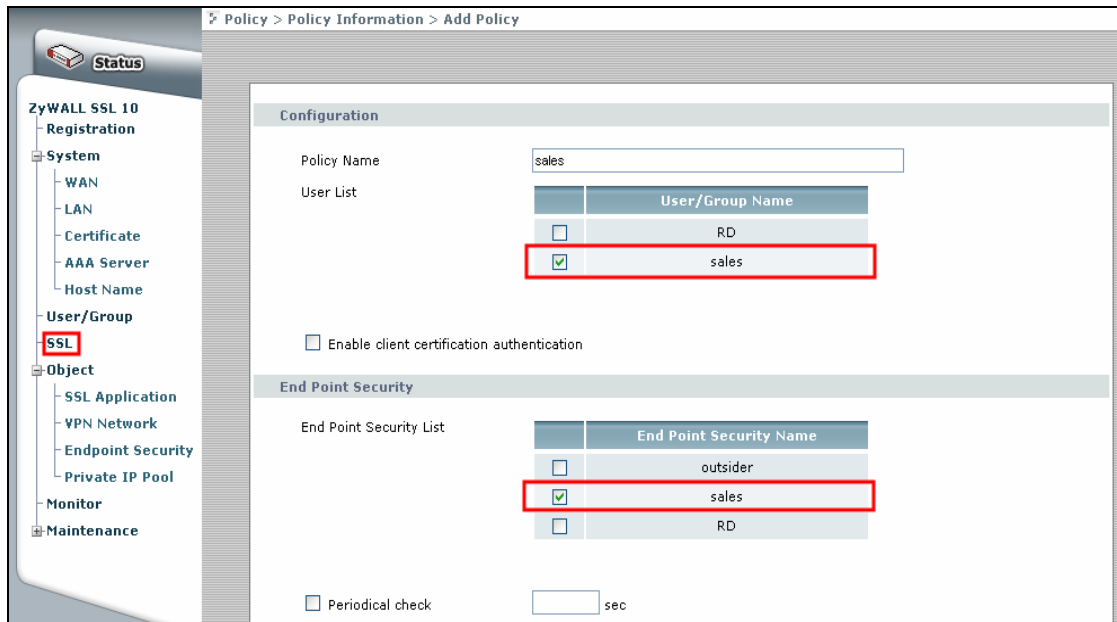 Policy > Policy Information > Add Policy
Status
ZyWALL SSL 10
Registration
System
WAN
LAN
Certificate
AAA Server
Host Name
User/Group
SSL
Object
SSL Application
VPN Network
Endpoint Security
Private IP Pool
Monitor
Maintenance
Configuration
Policy Name
sales
User List
User/Group Name
RD
sales
Enable client certification authentication
End Point Security
End Point Security List
End Point Security Name
outsider
sales
RD
Periodical check sec